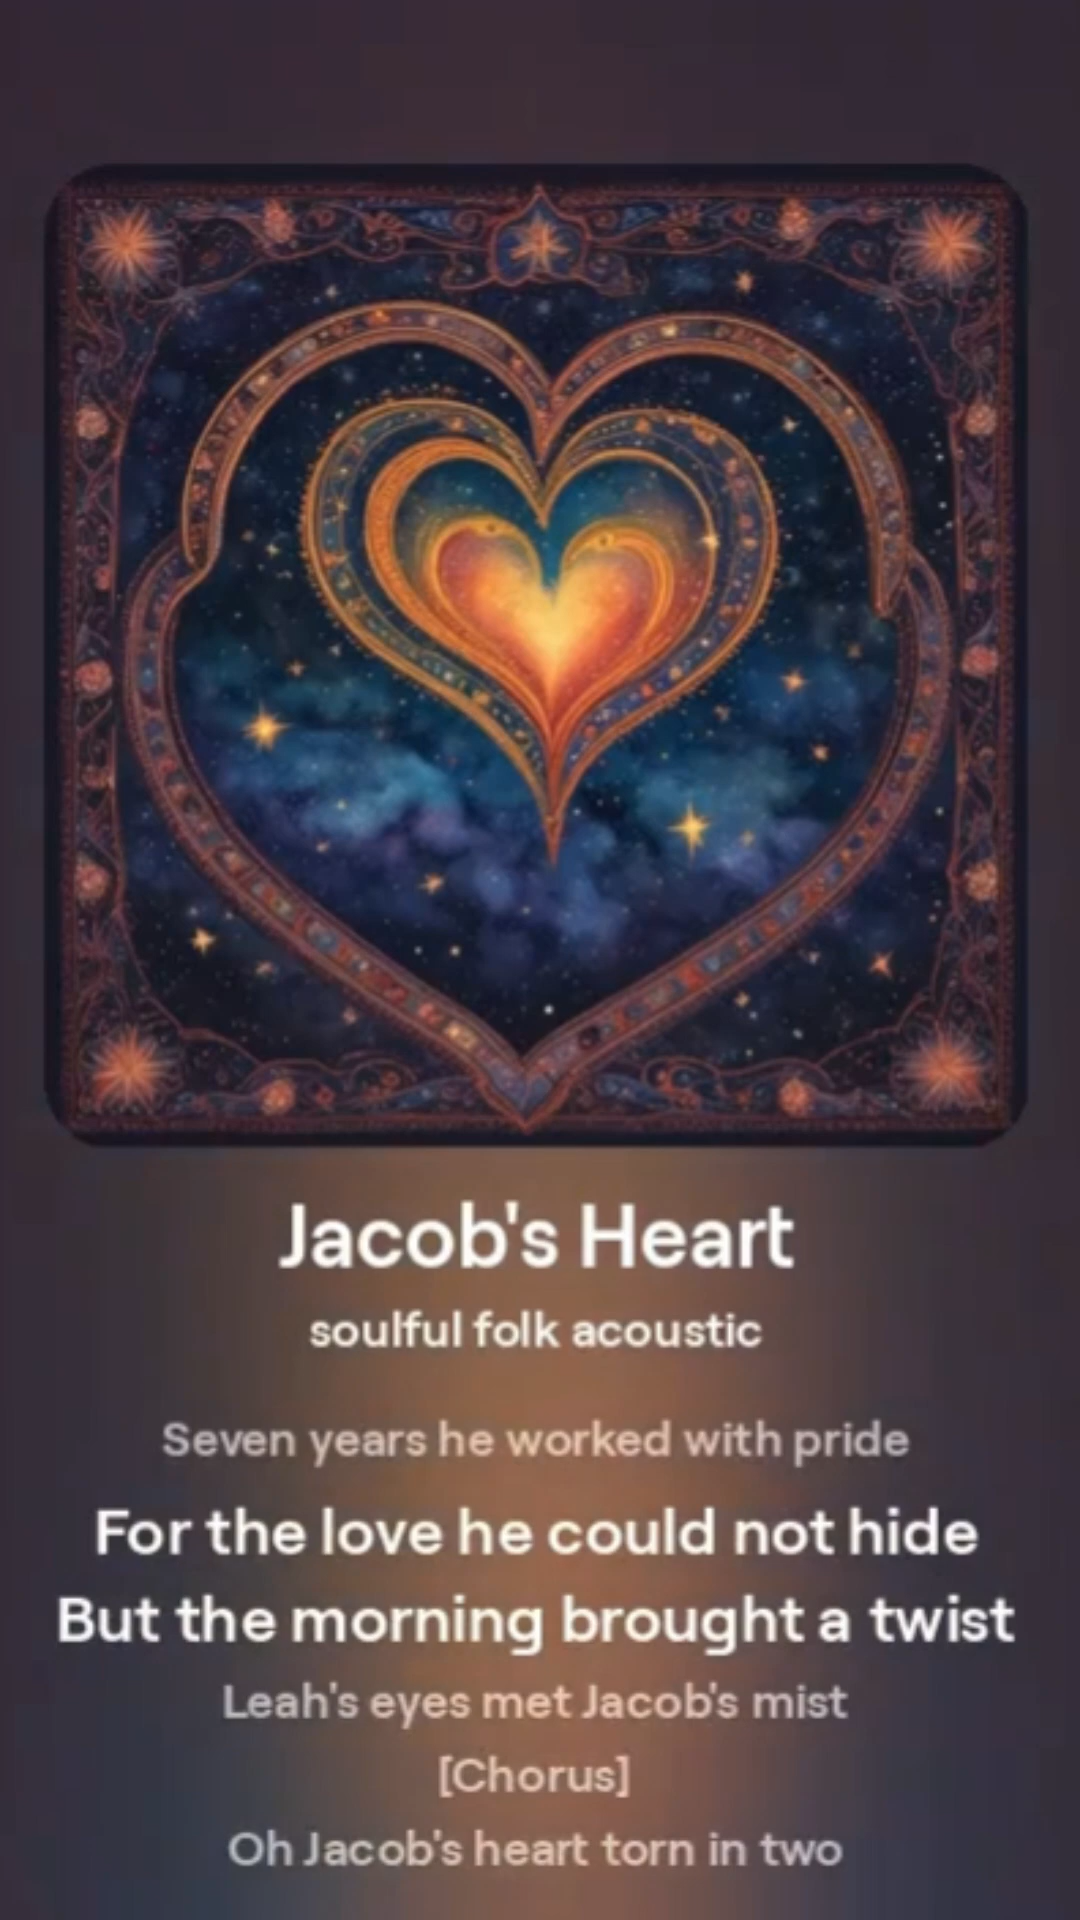 Jacob's Heart
soulful folk acoustic
Seven years he worked with pride
For the love he could not hide
But the morning brought a twist
Leah's eyes met Jacob's mist
[Chorus]
Oh Jacob's heart torn in two